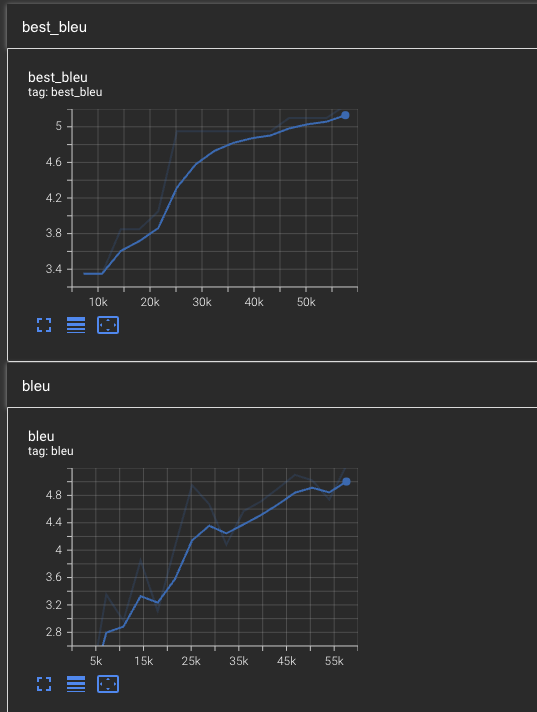 best_bleu
best_bleu
tag: best_bleu
5
4.6
4.2
3.8
3.4
10k 20k 30k 40k 50k
bleu
bleu
tag: bleu
4.8
4.4
4
3.6
3.2
2.8
5k 15k 25k 35k 45k 55k